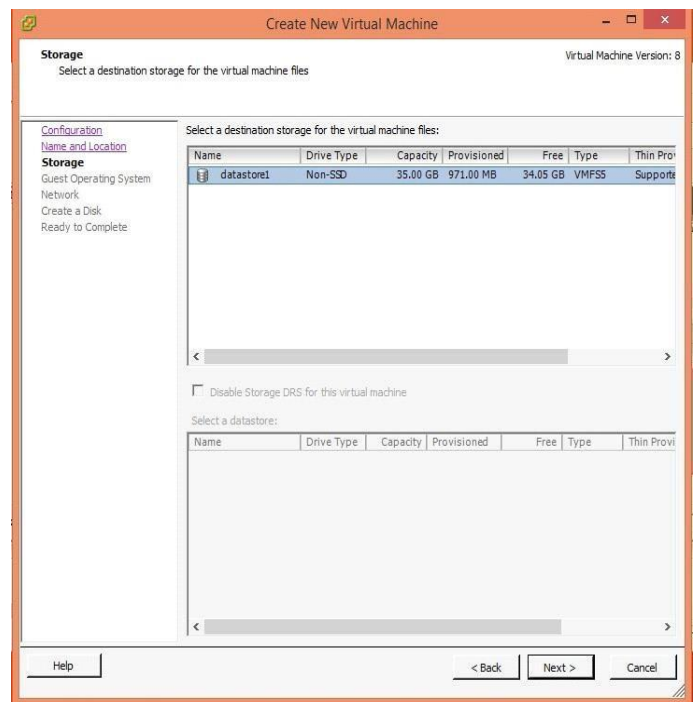 Create New Virtual Machine
Storage
Virtual Machine Version: 8
Select a destination storage for the virtual machine files
Configuration
Name and Location
Storage
Guest Operating System
Network
Create a Disk
Ready to Complete
Select a destination storage for the virtual machine files:
Name Drive Type Capacity Provisioned Free Type Thin Prov
datastore1 Non-SSD 35.00 GB 971.00 MB 34.05 GB VMFS5 Supporte
Disable Storage DRS for this virtual machine
Select a datastore:
Name Drive Type Capacity Provisioned Free Type Thin Provi
Help < Back Next > Cancel